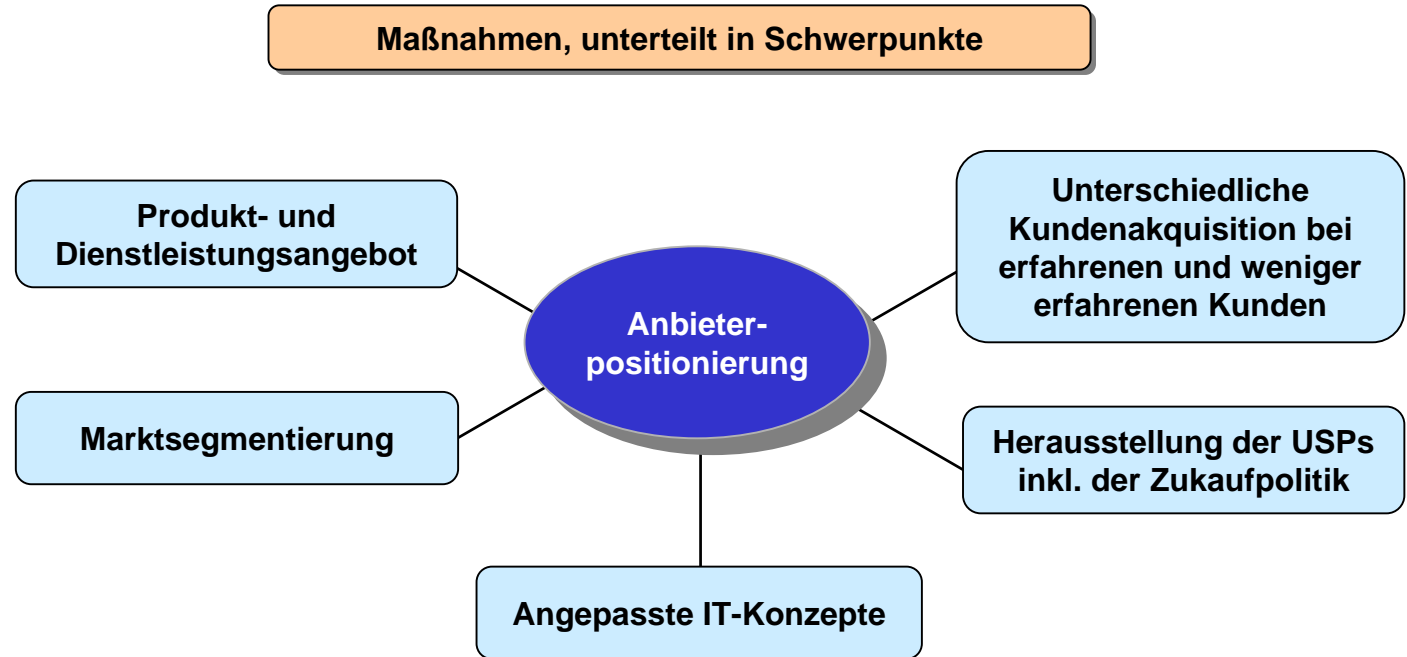 Maßnahmen, unterteilt in Schwerpunkte
Produkt- und
Dienstleistungsangebot
Unterschiedliche
Kundenakquisition bei
erfahrenen und weniger
erfahrenen Kunden
Anbieter-
positionierung
Marktsegmentierung
Herausstellung der USPs
inkl. der Zukaufpolitik
Angepasste IT-Konzepte